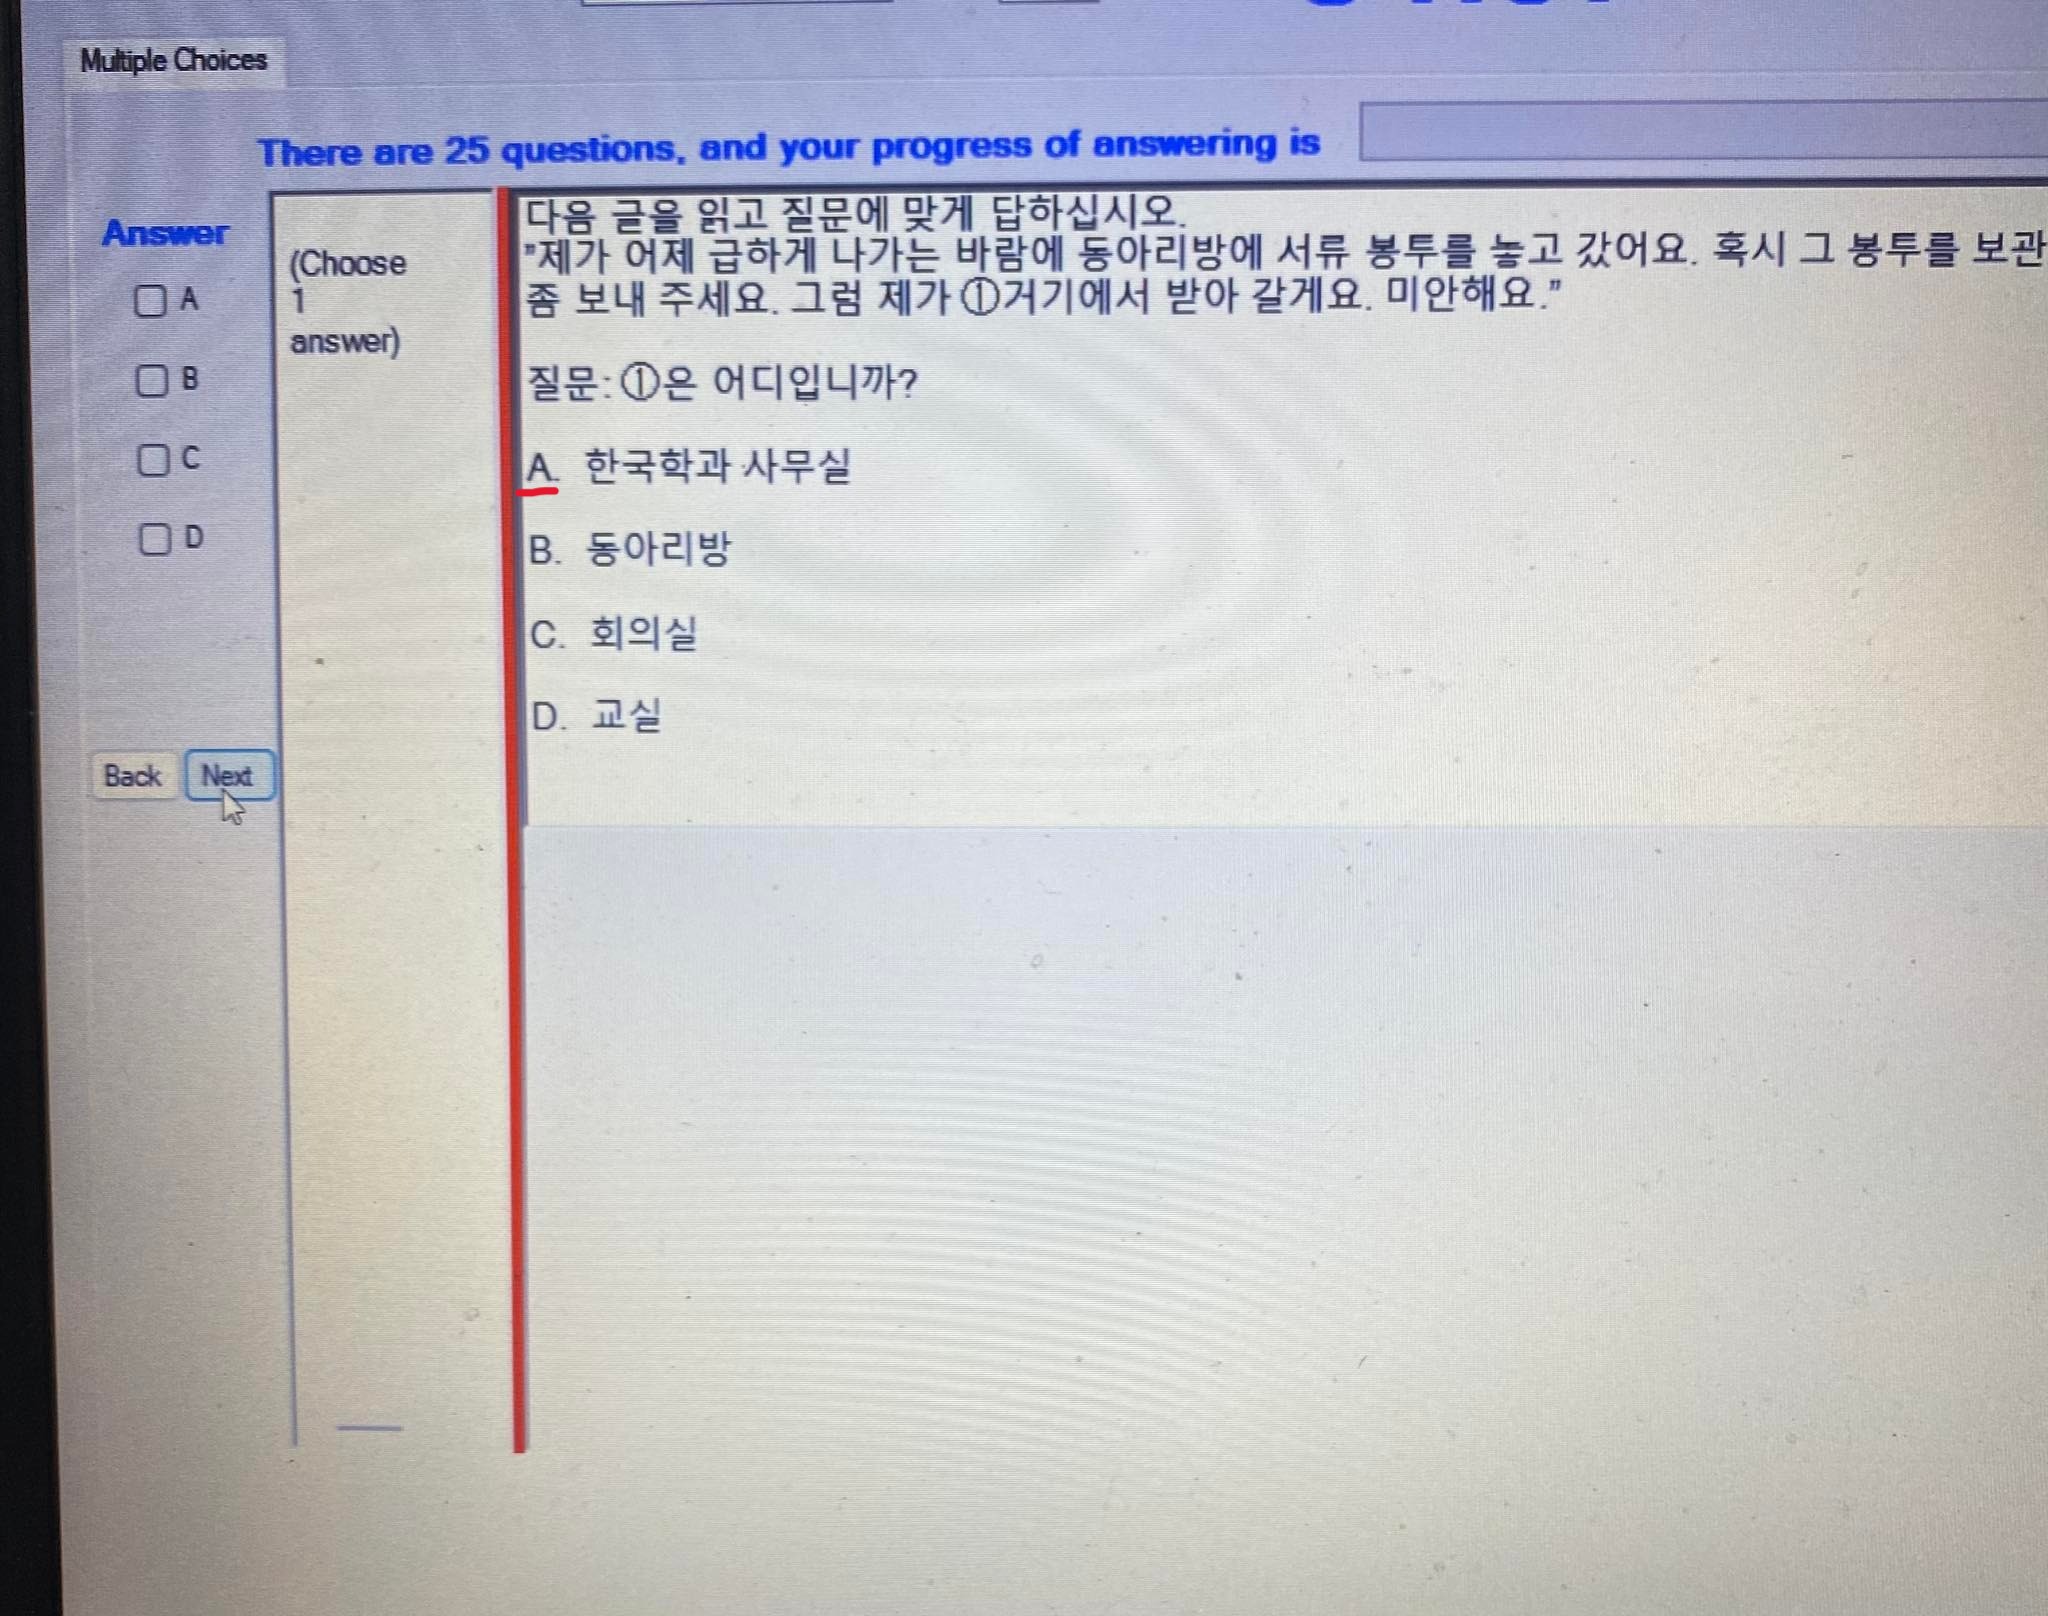 Multiple Choices
There are 25 questions, and your progress of answering is
Answer
A
B
C
D
Back Next
(Choose
1
answer)
다음 글을 읽고 질문에 맞게 답하십시오.
"제가 어제 급하게 나가는 바람에 동아리방에 서류 봉투를 놓고 갔어요. 혹시 그 봉투를 보관
좀 보내 주세요. 그럼 제가 ①거기에서 받아 갈게요. 미안해요."
질문: ①은 어디입니까?
A. 한국학과 사무실
B. 동아리방
C. 회의실
D. 교실